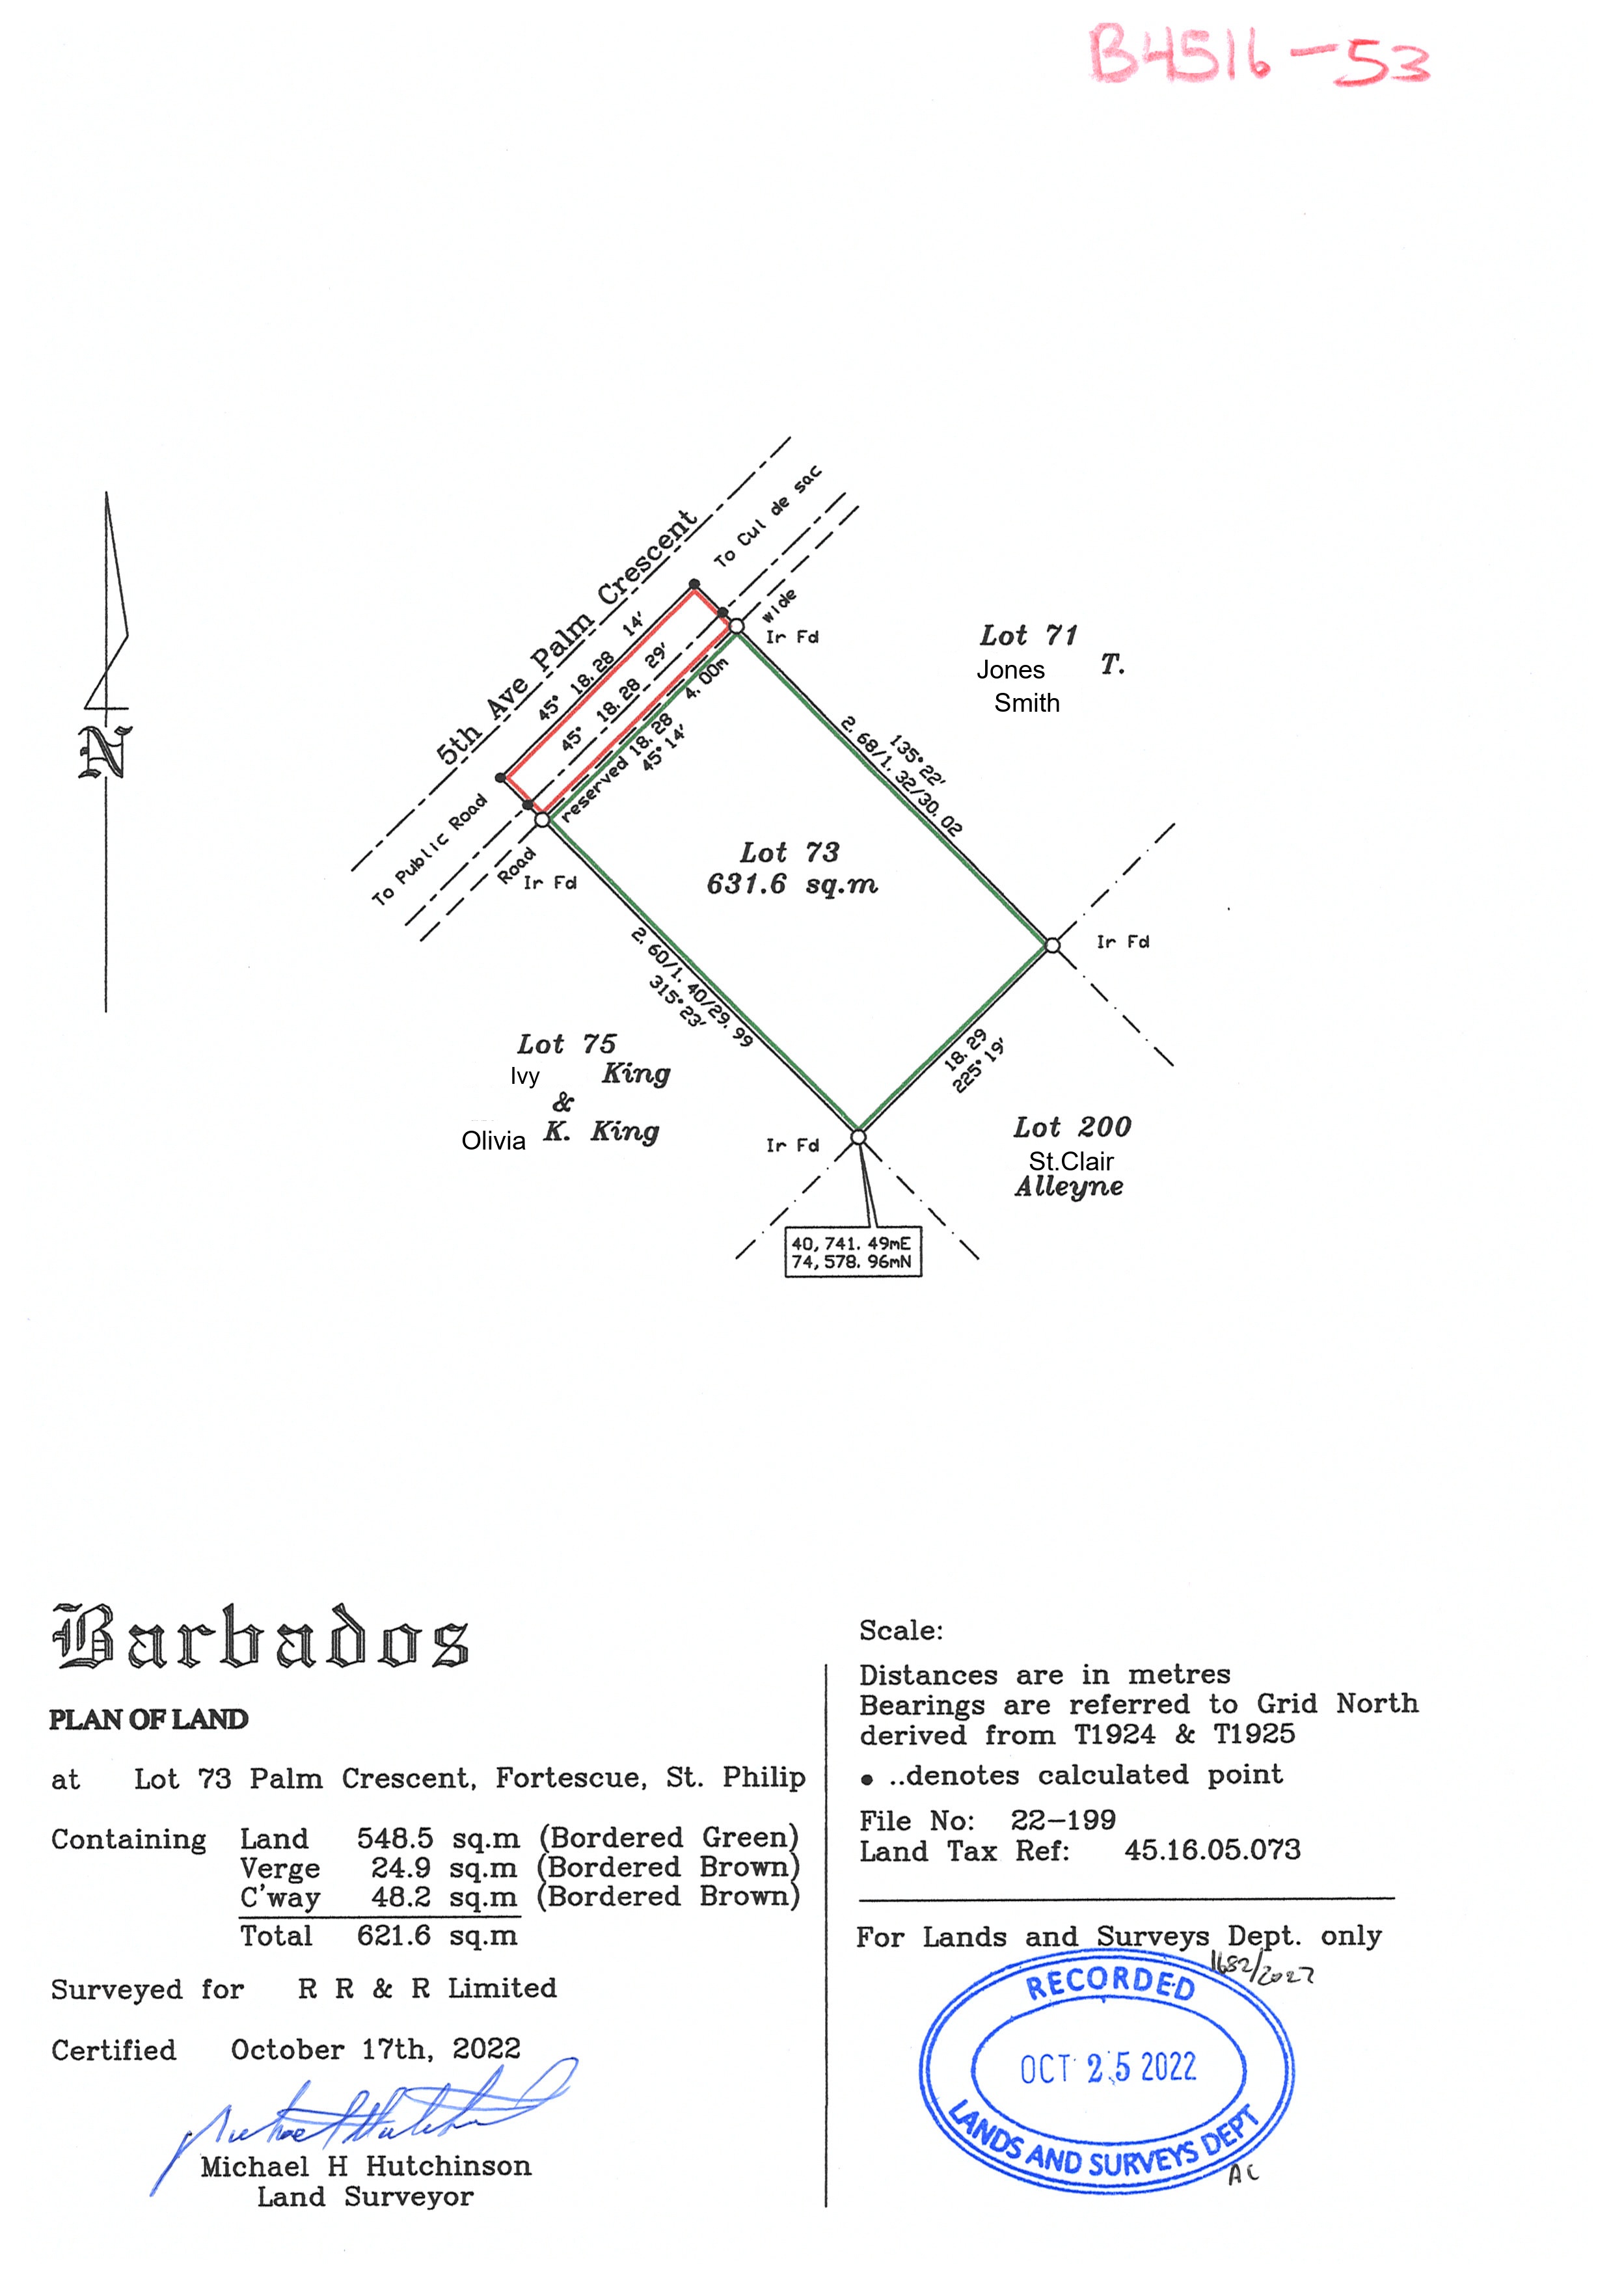 B4516-53
5th Ave Palm Crescent
To Cul de sac
45° 18.28 14'
45° 18.28 29'
reserved 18.28 4.00m wide
45° 14'
To Public Road
Road
Ir Fd
Ir Fd
Lot 71
Jones T.
Smith
135° 22'
2.68/1.32/30.02
Lot 73
631.6 sq.m
Ir Fd
2.60/1.40/29.99
315° 23'
18.29
225° 19'
Lot 75
Ivy King
&
Olivia K. King
Ir Fd
Lot 200
St.Clair
Alleyne
40,741.49mE
74,578.96mN
N
Barbados
PLAN OF LAND
at Lot 73 Palm Crescent, Fortescue, St. Philip
Containing Land 548.5 sq.m (Bordered Green)
Verge 24.9 sq.m (Bordered Brown)
C'way 48.2 sq.m (Bordered Brown)
Total 621.6 sq.m
Surveyed for R R & R Limited
Certified October 17th, 2022
Michael H Hutchinson
Land Surveyor
Scale:
Distances are in metres
Bearings are referred to Grid North
derived from T1924 & T1925
● ..denotes calculated point
File No: 22-199
Land Tax Ref: 45.16.05.073
For Lands and Surveys Dept. only
1682/2022
RECORDED
OCT 25 2022
LANDS AND SURVEYS DEPT
AC